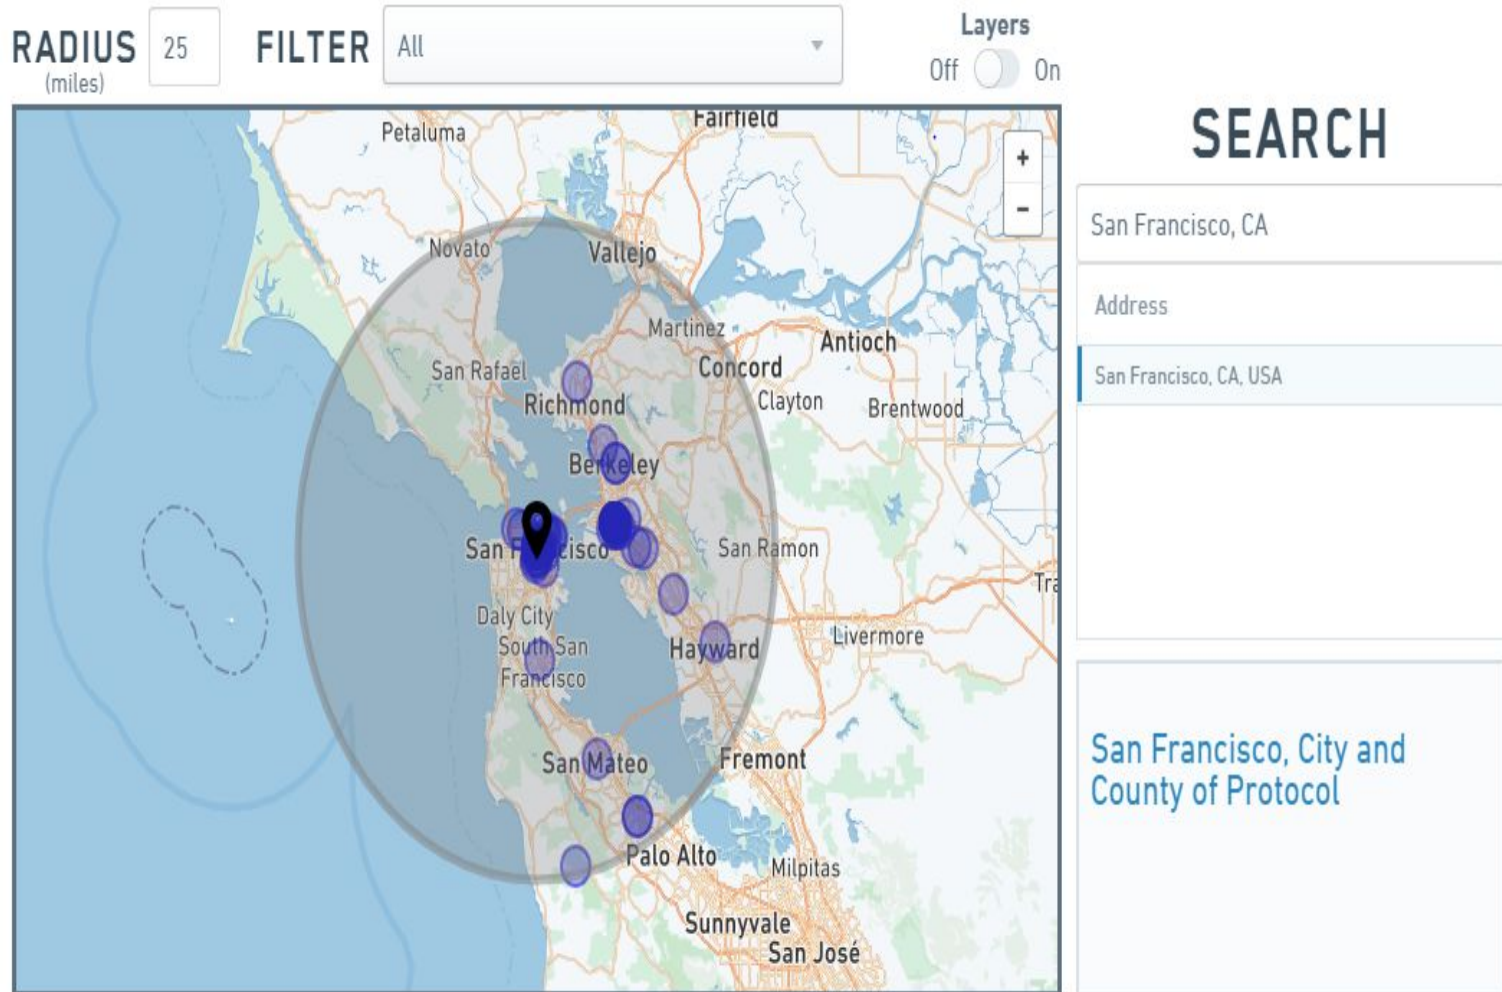 RADIUS
(miles)
25
FILTER
All
Layers
Off
On
SEARCH
San Francisco, CA
Address
San Francisco, CA, USA
San Francisco, City and
County of Protocol
+
−
Petaluma
Fairfield
Novato
Vallejo
Martinez
Antioch
San Rafael
Concord
Richmond
Clayton
Brentwood
Berkeley
San Francisco
San Ramon
Tra
Daly City
South San
Francisco
Hayward
Livermore
San Mateo
Fremont
Palo Alto
Milpitas
Sunnyvale
San José